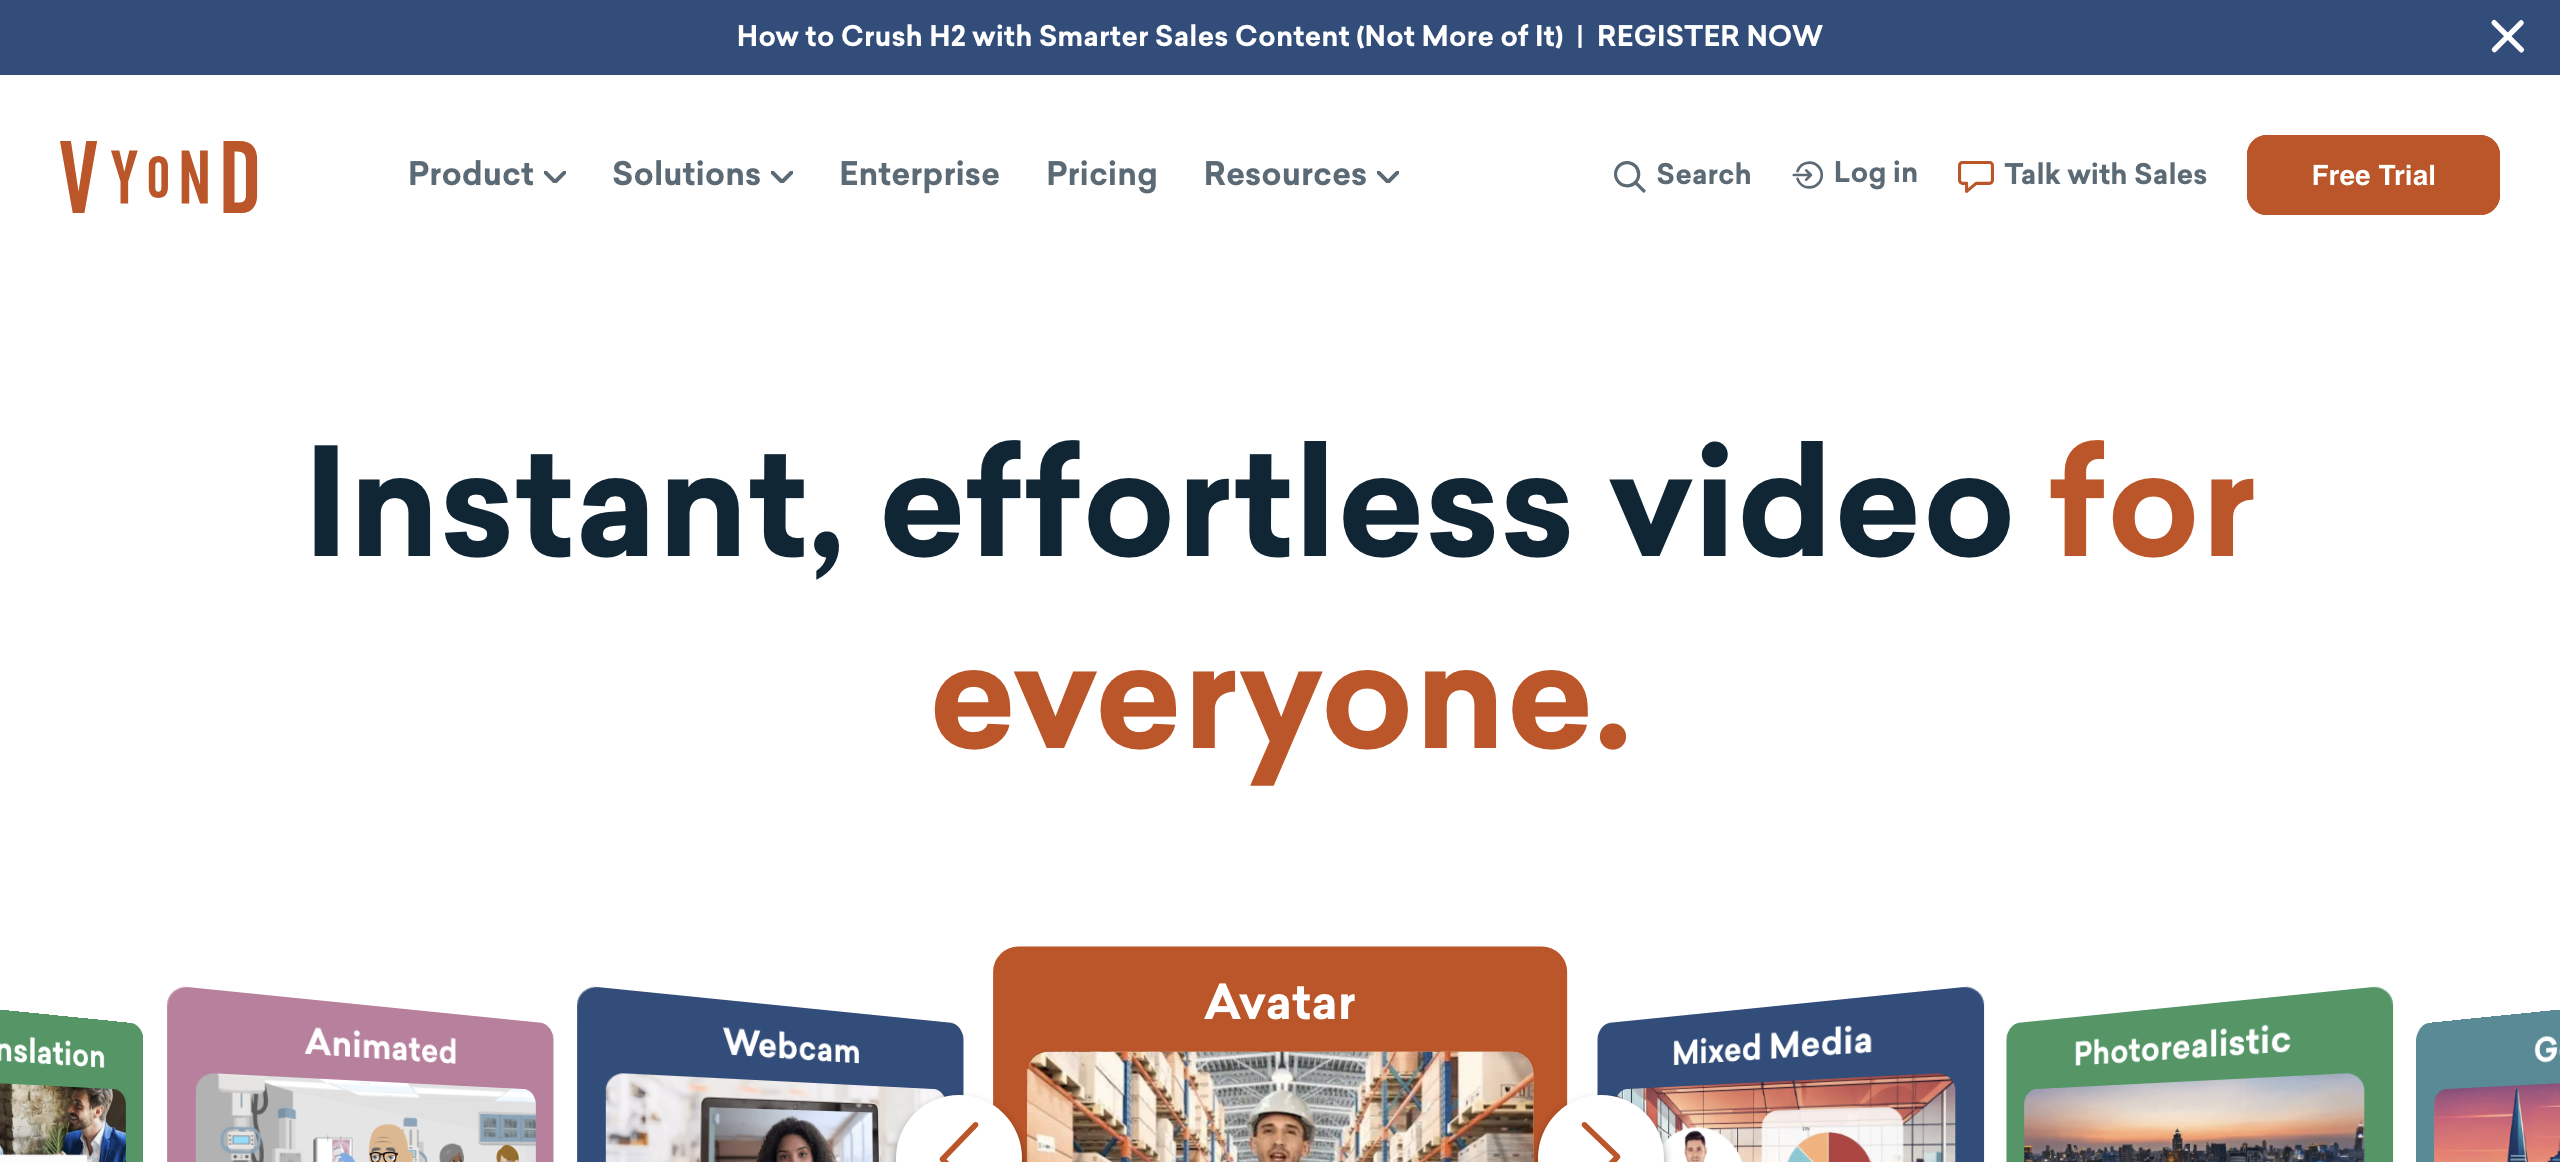 How to Crush H2 with Smarter Sales Content (Not More of It) | REGISTER NOW
VYOND
Product
Solutions
Enterprise
Pricing
Resources
Search
Log in
Talk with Sales
Free Trial
Instant, effortless video for
everyone.
nslation
Animated
Webcam
Avatar
Mixed Media
Photorealistic
G